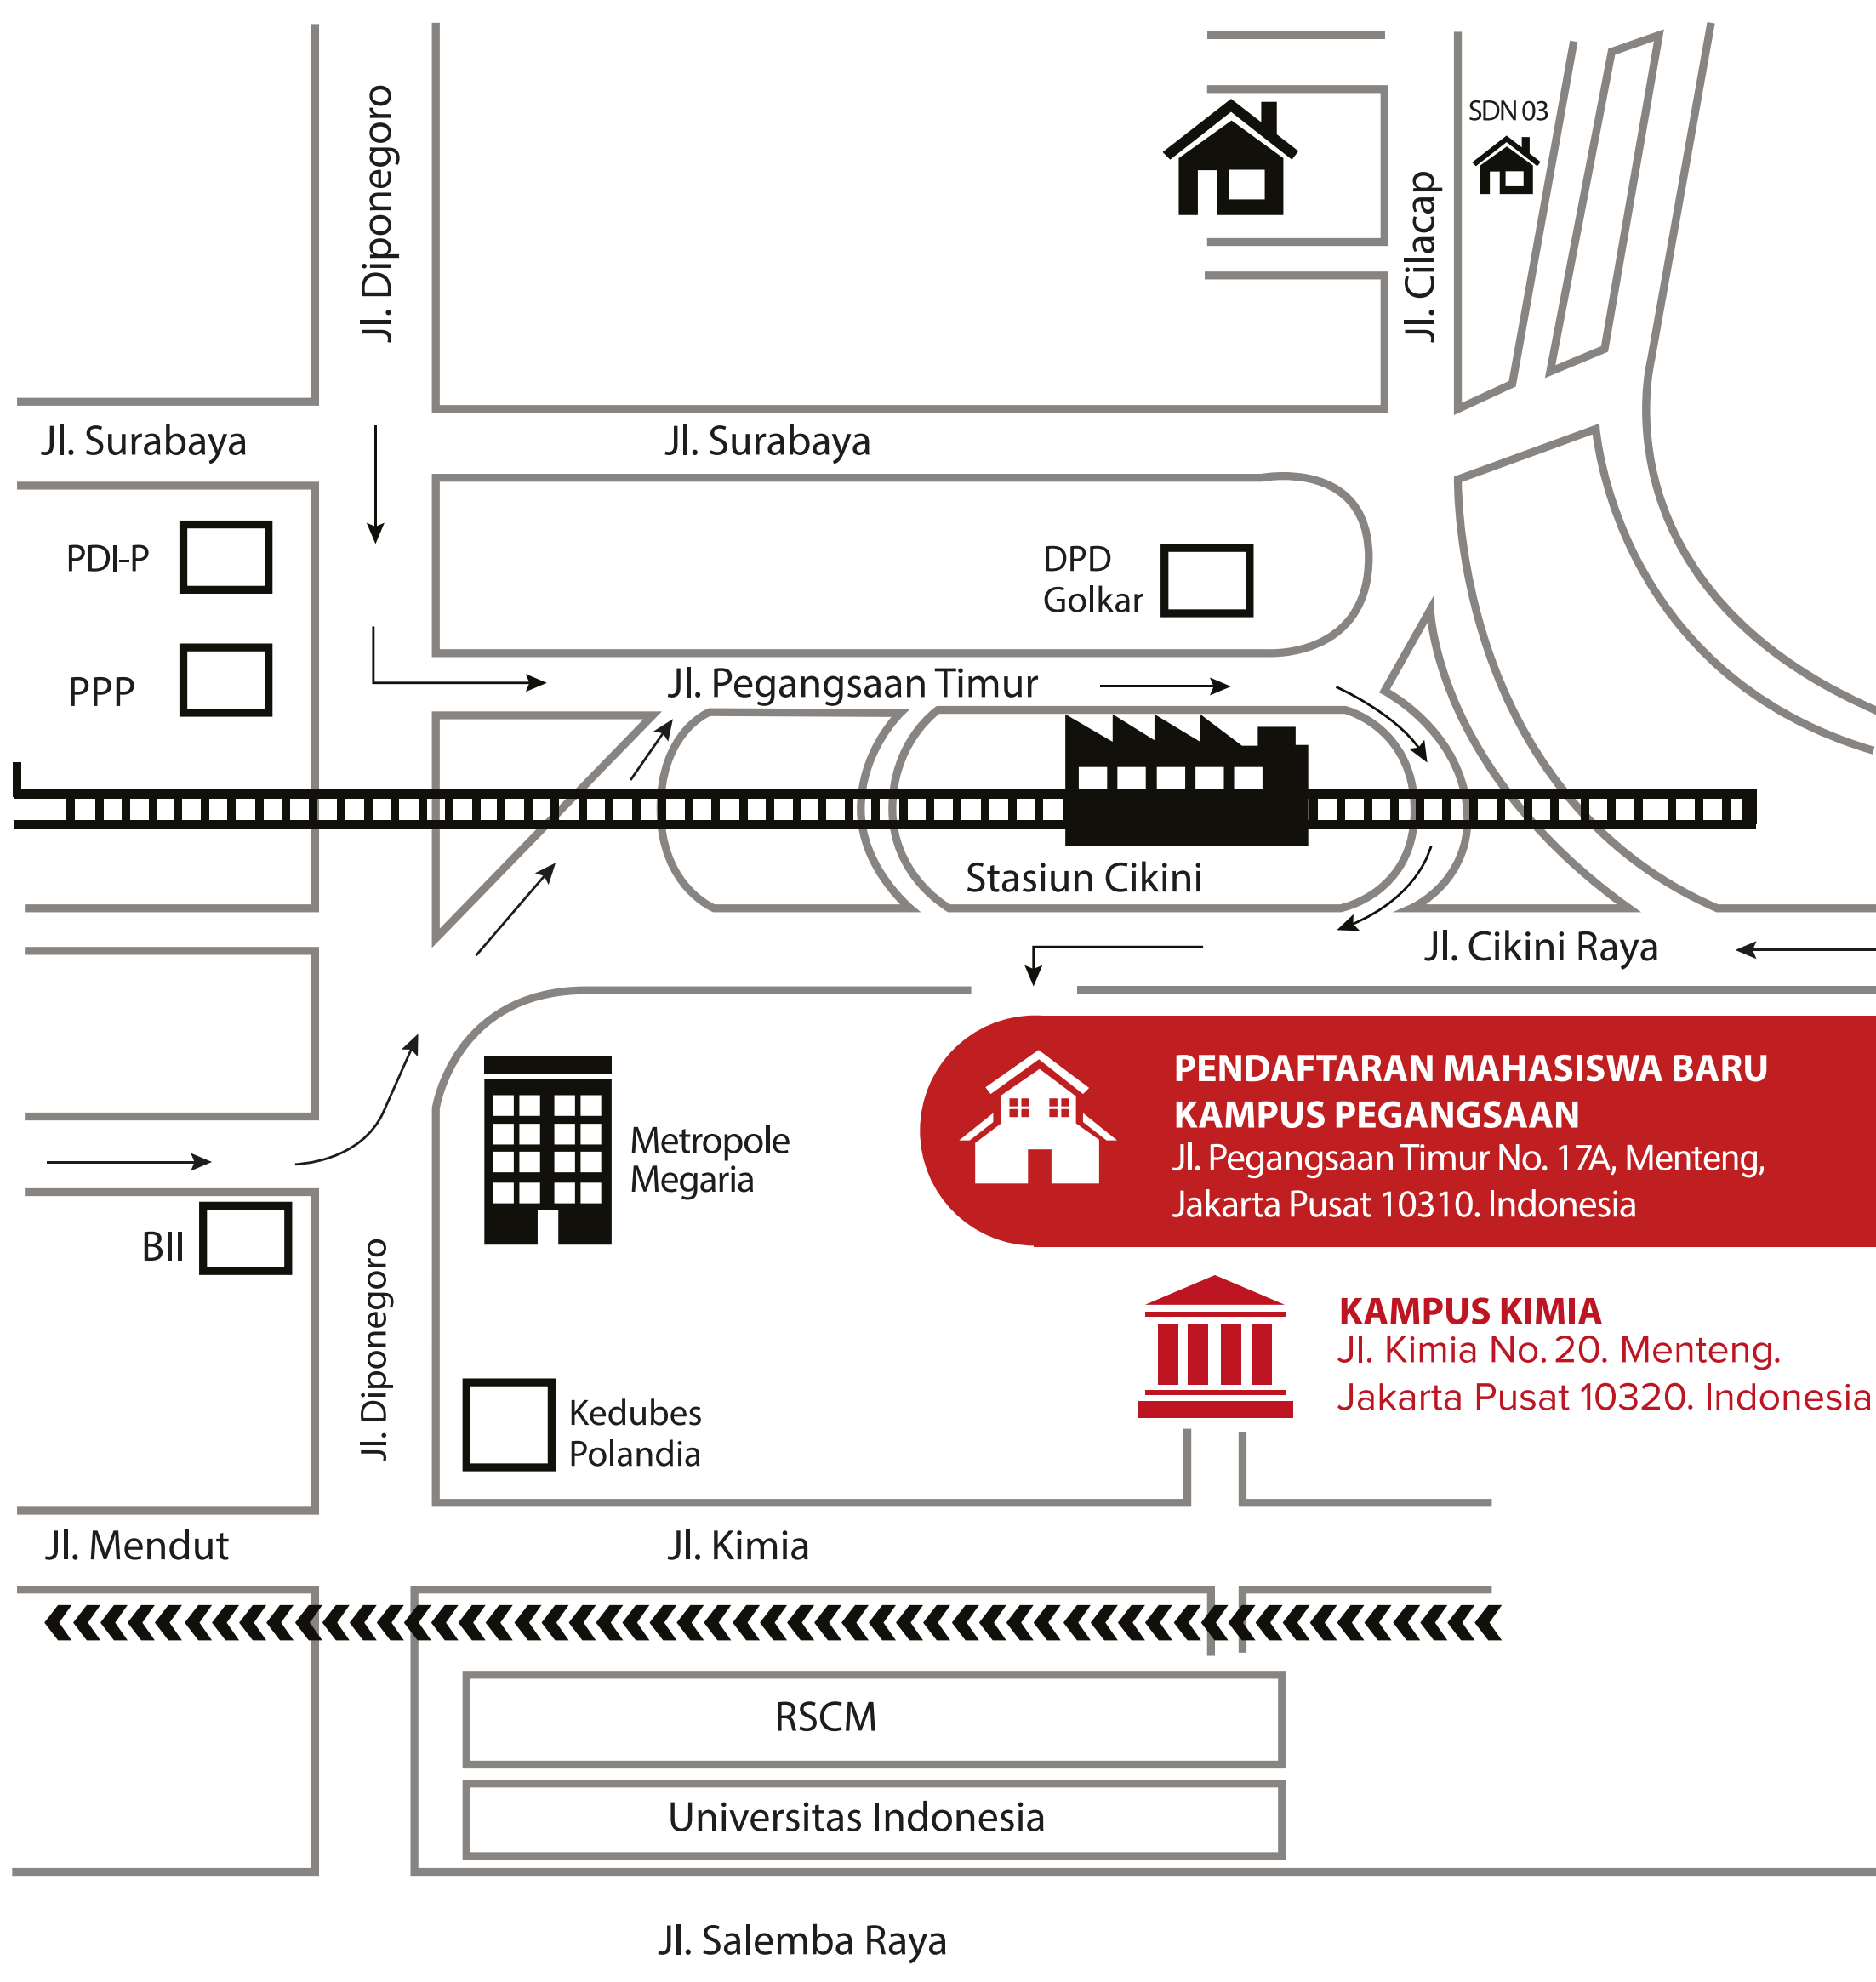 Jl. Diponegoro
Jl. Cilacap
SDN 03
Jl. Surabaya
Jl. Surabaya
PDI-P
DPD
Golkar
PPP
Jl. Pegangsaan Timur
Stasiun Cikini
Jl. Cikini Raya
PENDAFTARAN MAHASISWA BARU
KAMPUS PEGANGSAAN
Jl. Pegangsaan Timur No. 17A, Menteng,
Jakarta Pusat 10310. Indonesia
Metropole
Megaria
BII
Jl. Diponegoro
KAMPUS KIMIA
Jl. Kimia No. 20. Menteng.
Jakarta Pusat 10320. Indonesia
Kedubes
Polandia
Jl. Mendut
Jl. Kimia
RSCM
Universitas Indonesia
Jl. Salemba Raya